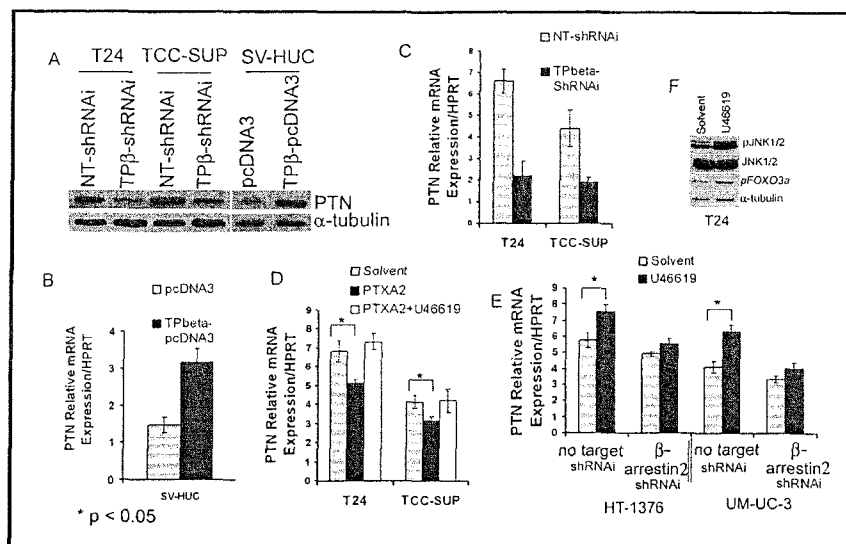 A
T24 TCC-SUP SV-HUC
NT-shRNAi
TPβ-shRNAi
NT-shRNAi
TPβ-shRNAi
pcDNA3
TPβ-pcDNA3
PTN
α-tubulin
B
pcDNA3
TPbeta-
pcDNA3
PTN Relative mRNA
Expression/HPRT
4
3
2
1
0
SV-HUC
* p < 0.05
C
NT-shRNAi
TPbeta-
ShRNAi
PTN Relative mRNA
Expression/HPRT
8
7
6
5
4
3
2
1
0
T24 TCC-SUP
D
Solvent
PTXA2
PTXA2+U46619
PTN Relative mRNA
Expression/HPRT
9
8
7
6
5
4
3
2
1
0
*
*
T24 TCC-SUP
F
Solvent
U46619
pJNK1/2
JNK1/2
pFOXO3a
α-tubulin
T24
E
Solvent
U46619
PTN Relative mRNA
Expression/HPRT
9
8
7
6
5
4
3
2
1
0
*
*
no target
shRNAi
β-
arrestin2
shRNAi
no target
shRNAi
β-
arrestin2
shRNAi
HT-1376 UM-UC-3